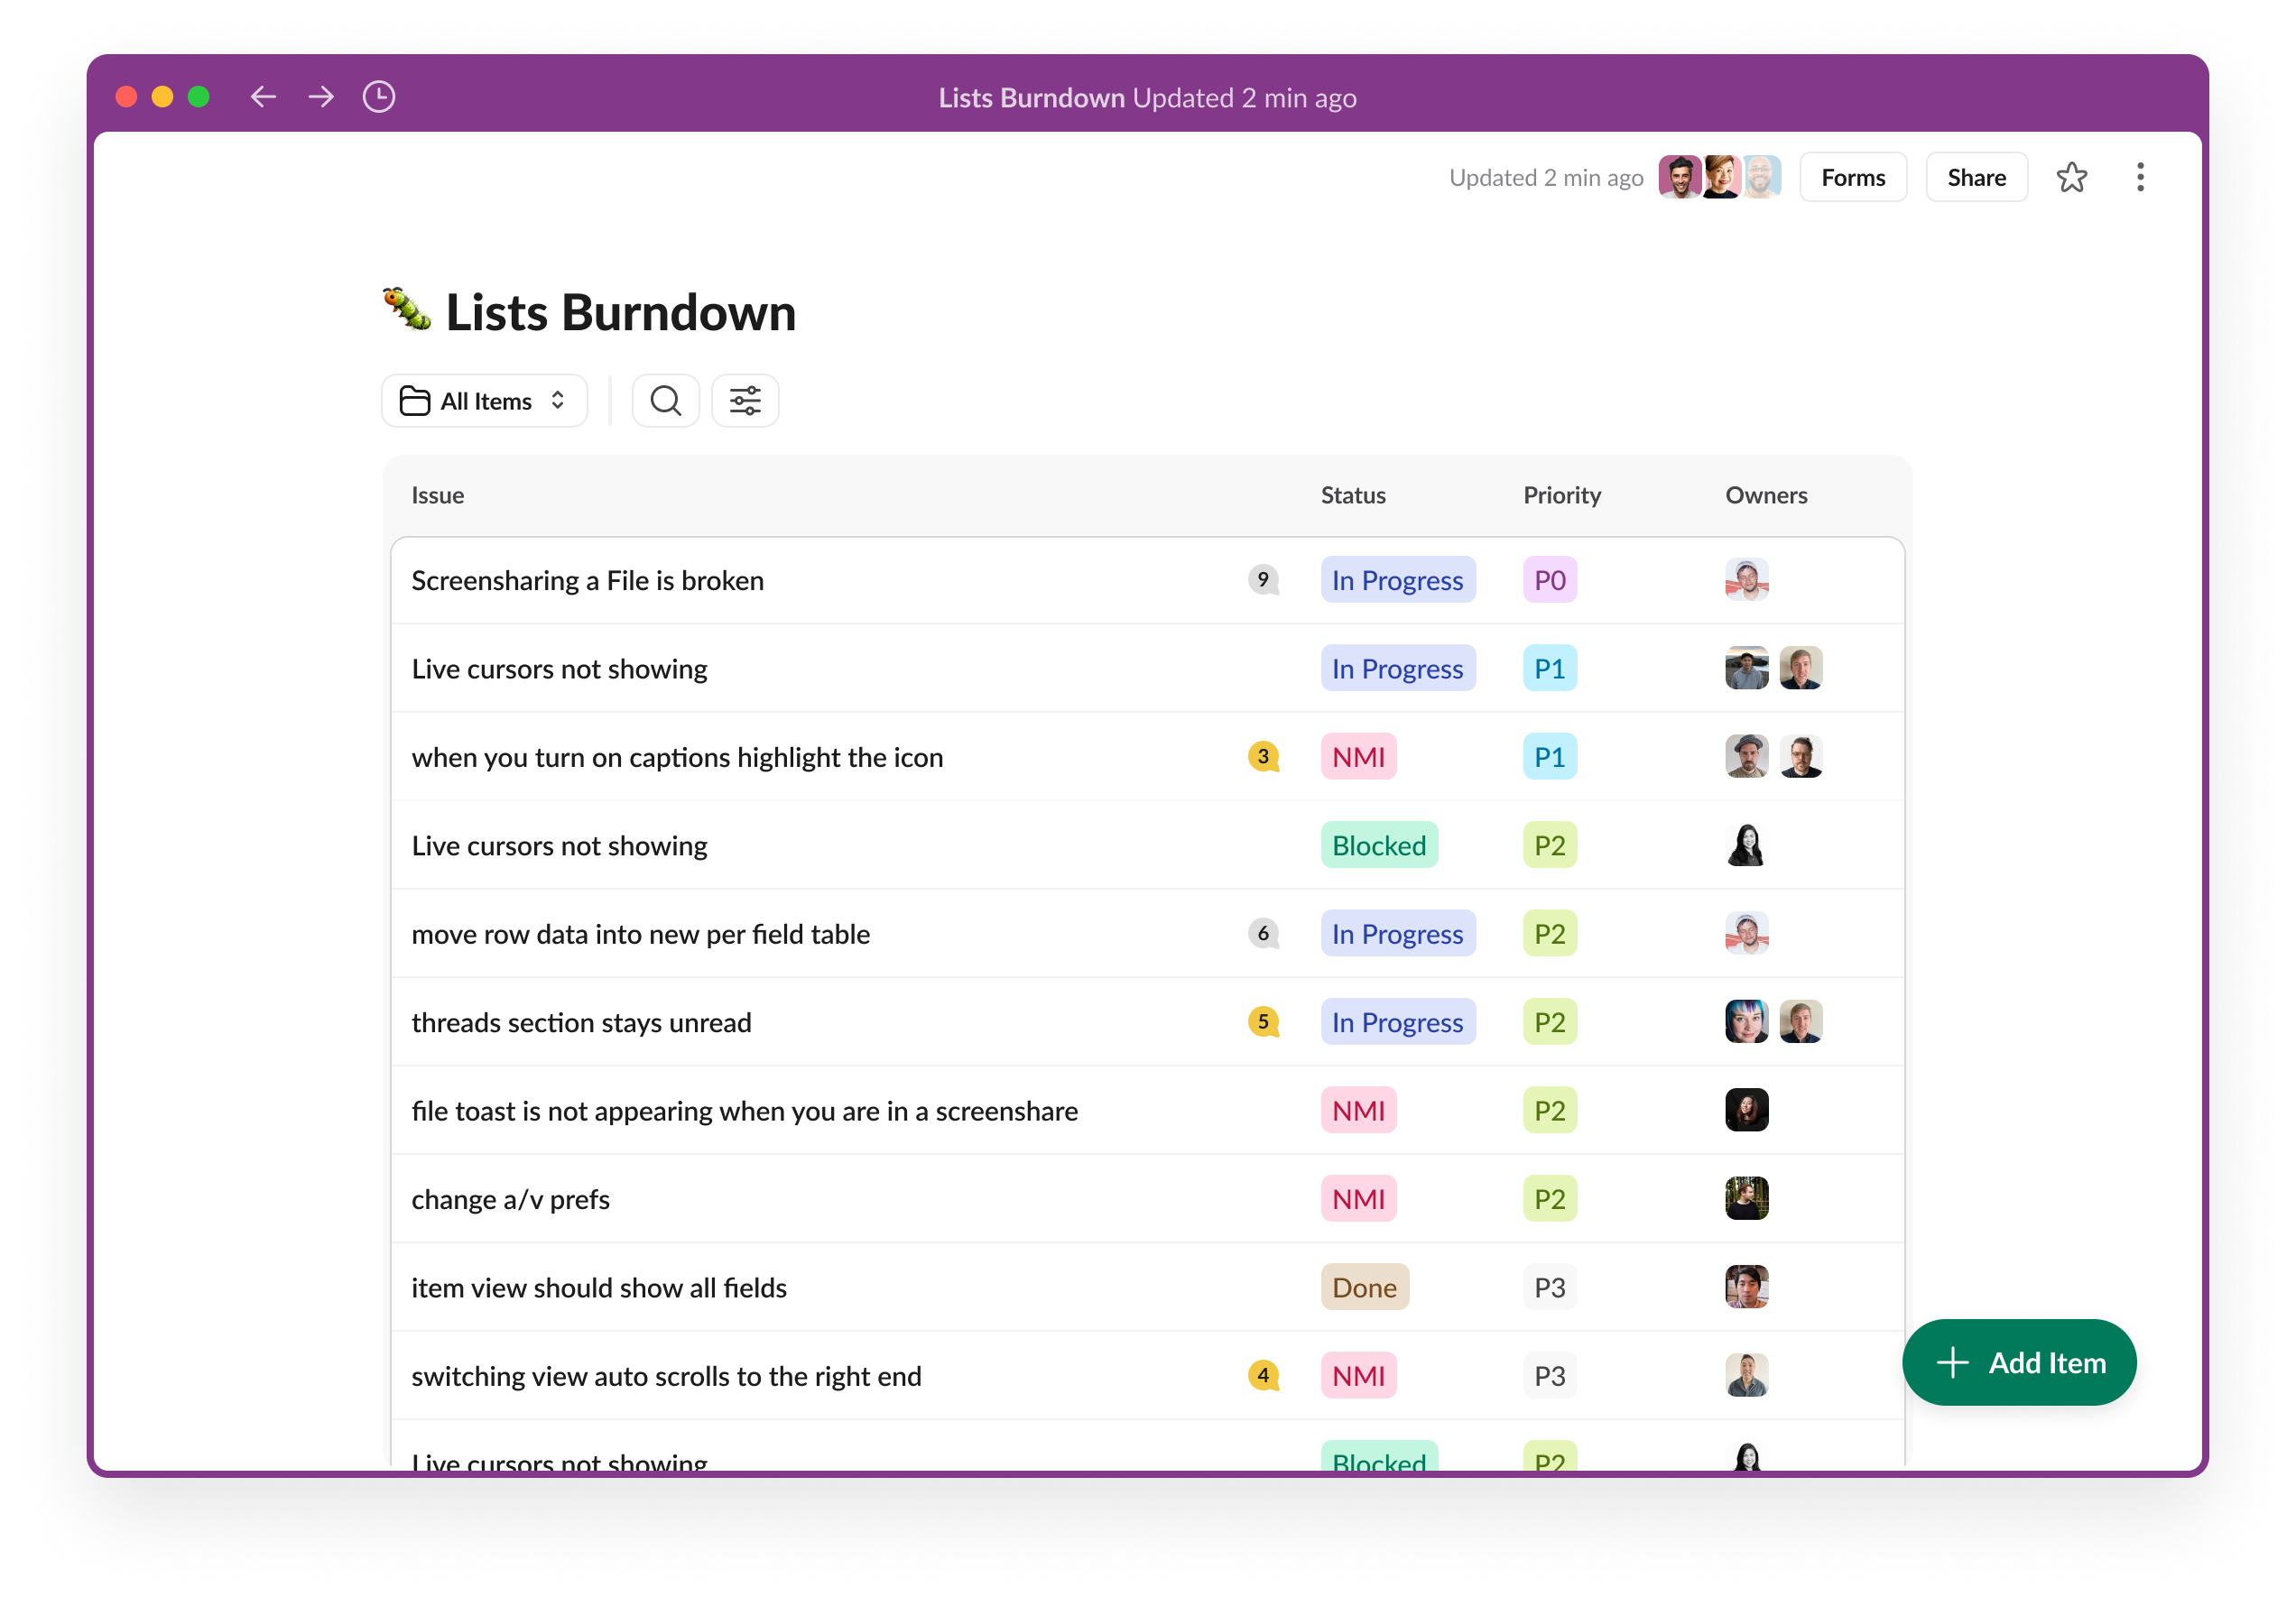 Lists Burndown Updated 2 min ago
Updated 2 min ago Forms Share
Lists Burndown
All Items
Issue Status Priority Owners
Screensharing a File is broken 9 In Progress P0
Live cursors not showing In Progress P1
when you turn on captions highlight the icon 3 NMI P1
Live cursors not showing Blocked P2
move row data into new per field table 6 In Progress P2
threads section stays unread 5 In Progress P2
file toast is not appearing when you are in a screenshare NMI P2
change a/v prefs NMI P2
item view should show all fields Done P3
switching view auto scrolls to the right end 4 NMI P3
Add Item
Live cursors not showing Blocked P2